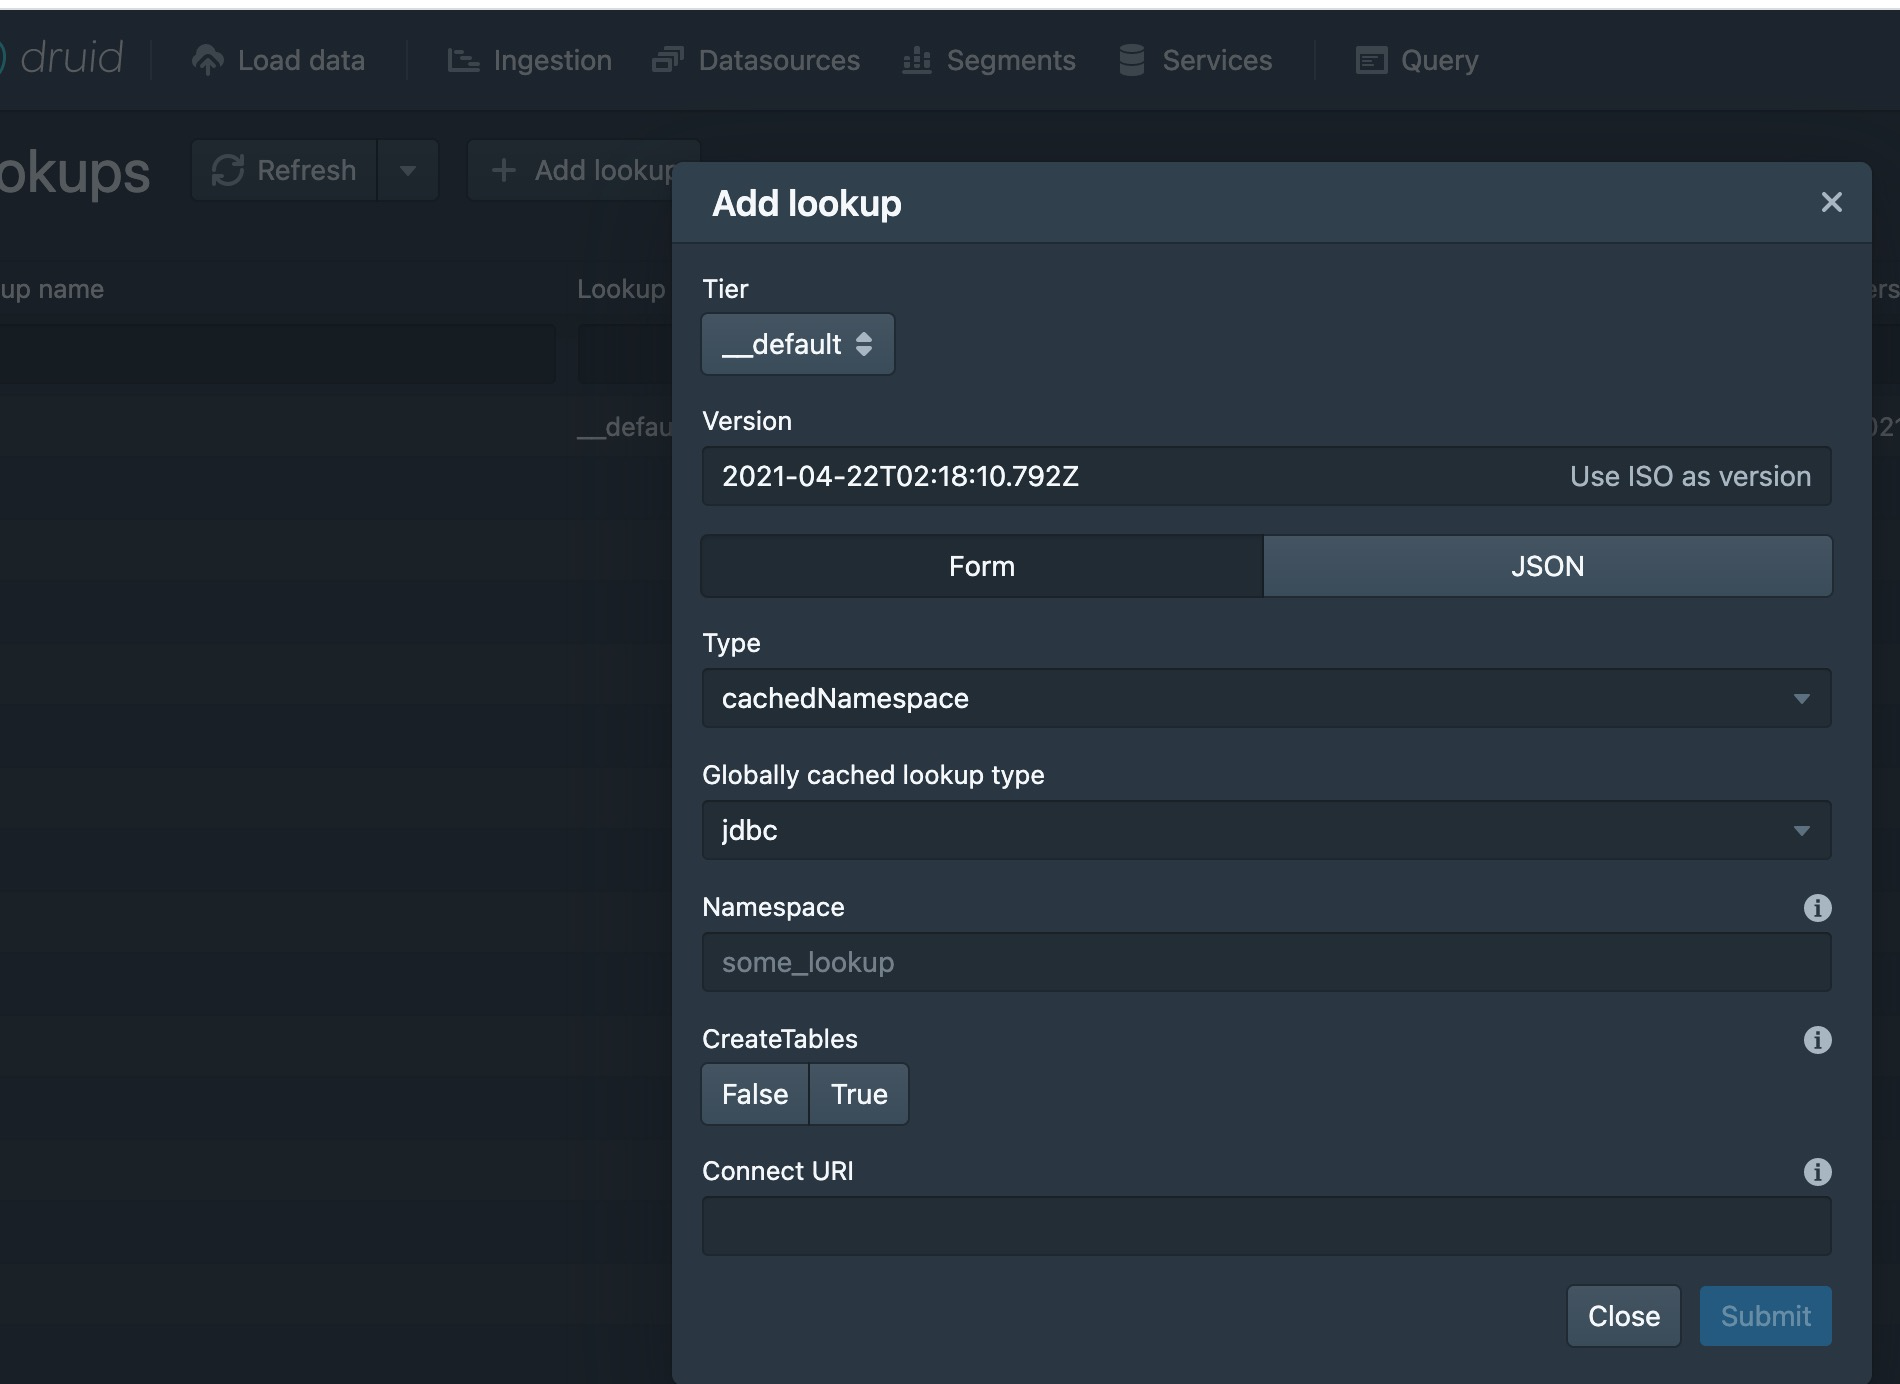 druid Load data Ingestion Datasources Segments Services Query
okups Refresh Add lookup
up name Lookup
__defau
Add lookup
Tier
__default
Version
2021-04-22T02:18:10.792Z Use ISO as version
Form JSON
Type
cachedNamespace
Globally cached lookup type
jdbc
Namespace
some_lookup
CreateTables
False True
Connect URI
Close Submit